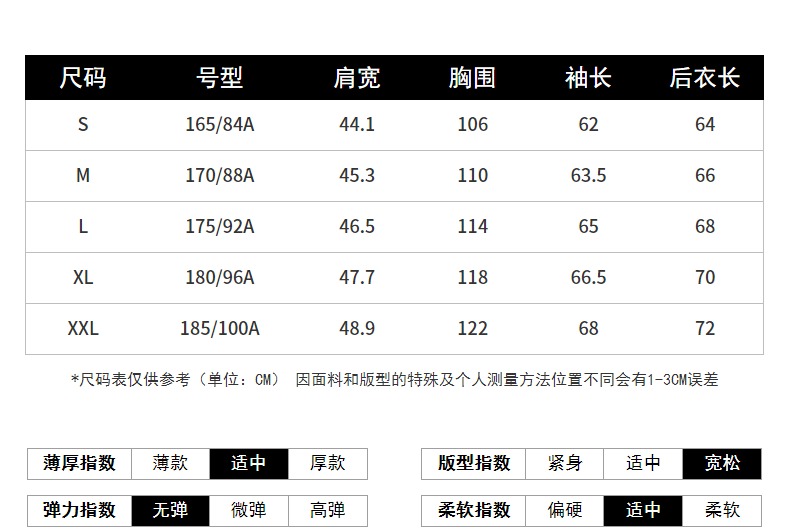 尺码 号型 肩宽 胸围 袖长 后衣长
S 165/84A 44.1 106 62 64
M 170/88A 45.3 110 63.5 66
L 175/92A 46.5 114 65 68
XL 180/96A 47.7 118 66.5 70
XXL 185/100A 48.9 122 68 72
*尺码表仅供参考（单位：CM） 因面料和版型的特殊及个人测量方法位置不同会有1-3CM误差
薄厚指数 薄款 适中 厚款 版型指数 紧身 适中 宽松
弹力指数 无弹 微弹 高弹 柔软指数 偏硬 适中 柔软